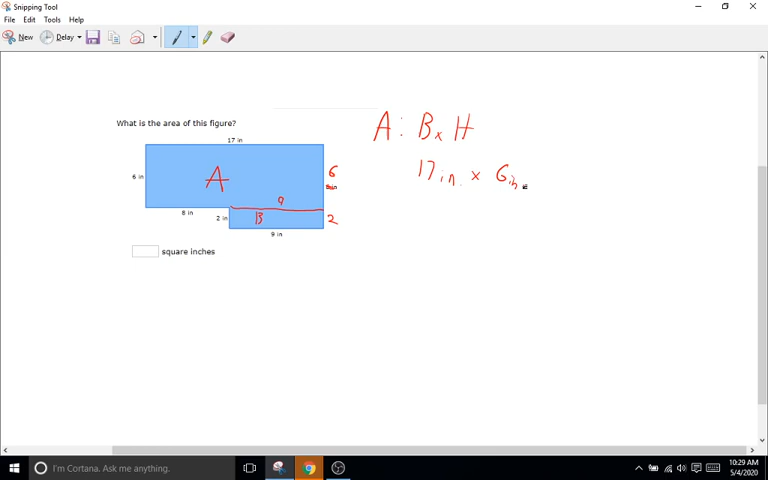 Snipping Tool
File Edit Tools Help
New Delay
What is the area of this figure?
17 in
6 in
A
6
8 in
9
2 in
B
2
9 in
square inches
A: B x H
17 in. x 6 in
I'm Cortana. Ask me anything.
10:29 AM
5/4/2020